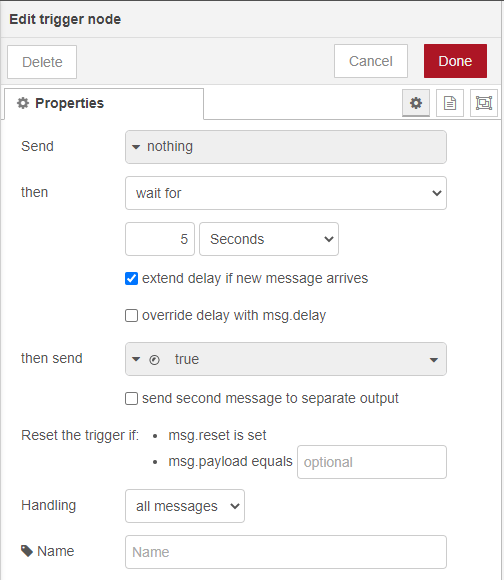 Edit trigger node
Delete Cancel Done
Properties
Send nothing
then wait for
5 Seconds
extend delay if new message arrives
override delay with msg.delay
then send true
send second message to separate output
Reset the trigger if: • msg.reset is set
• msg.payload equals optional
Handling all messages
Name Name